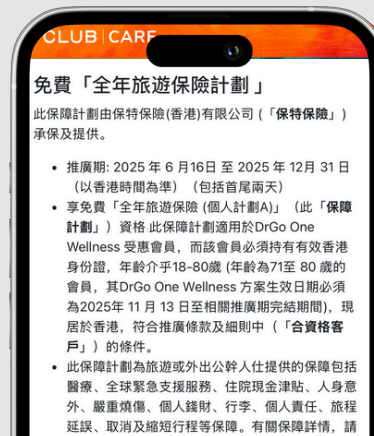 CLUB | CARE
免費「全年旅遊保險計劃」
此保障計劃由保特保險(香港)有限公司 (「保特保險」)
承保及提供。
• 推廣期: 2025 年 6 月16日 至 2025 年 12月 31 日
（以香港時間為準）（包括首尾兩天）
• 享免費「全年旅遊保險 (個人計劃A)」（此「保障
計劃」）資格 此保障計劃適用於DrGo One
Wellness 受惠會員，而該會員必須持有有效香港
身份證，年齡介乎18-80歲 (年齡為71至 80 歲的
會員，其DrGo One Wellness 方案生效日期必須
為2025年 11 月 13 日至相關推廣期完結期間)，現
居於香港，符合推廣條款及細則中（「合資格客
戶」）的條件。
• 此保障計劃為旅遊或外出公幹人仕提供的保障包括
醫療、全球緊急支援服務、住院現金津貼、人身意
外、嚴重燒傷、個人錢財、行李、個人責任、旅程
延誤、取消及縮短行程等保障。有關保障詳情，請